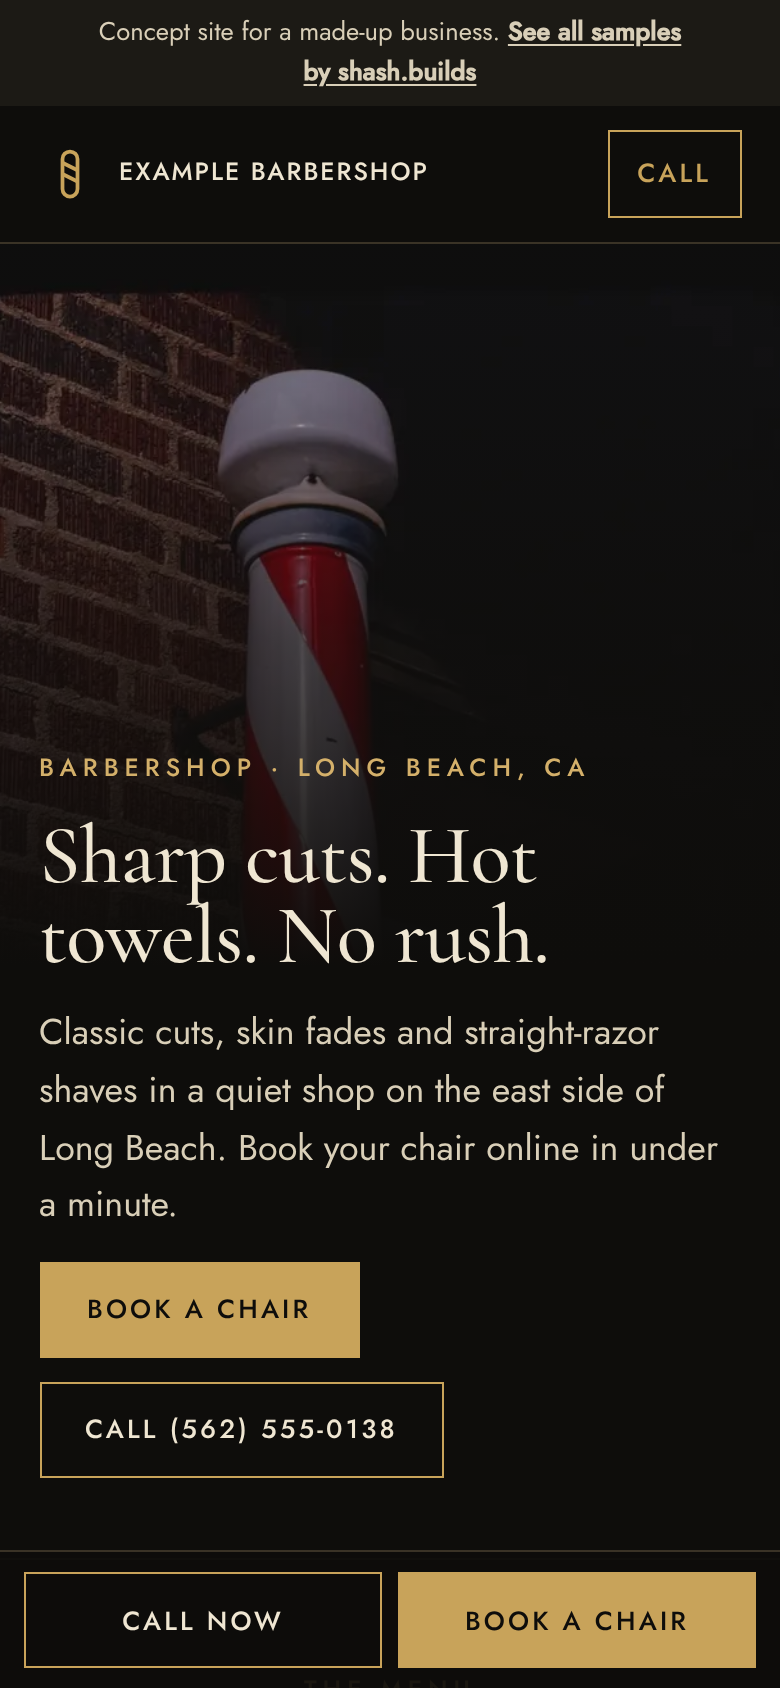 Concept site for a made-up business. See all samples
by shash.builds
EXAMPLE BARBERSHOP
CALL
BARBERSHOP · LONG BEACH, CA
Sharp cuts. Hot
towels. No rush.
Classic cuts, skin fades and straight-razor
shaves in a quiet shop on the east side of
Long Beach. Book your chair online in under
a minute.
BOOK A CHAIR
CALL (562) 555-0138
CALL NOW
BOOK A CHAIR
THE MENU